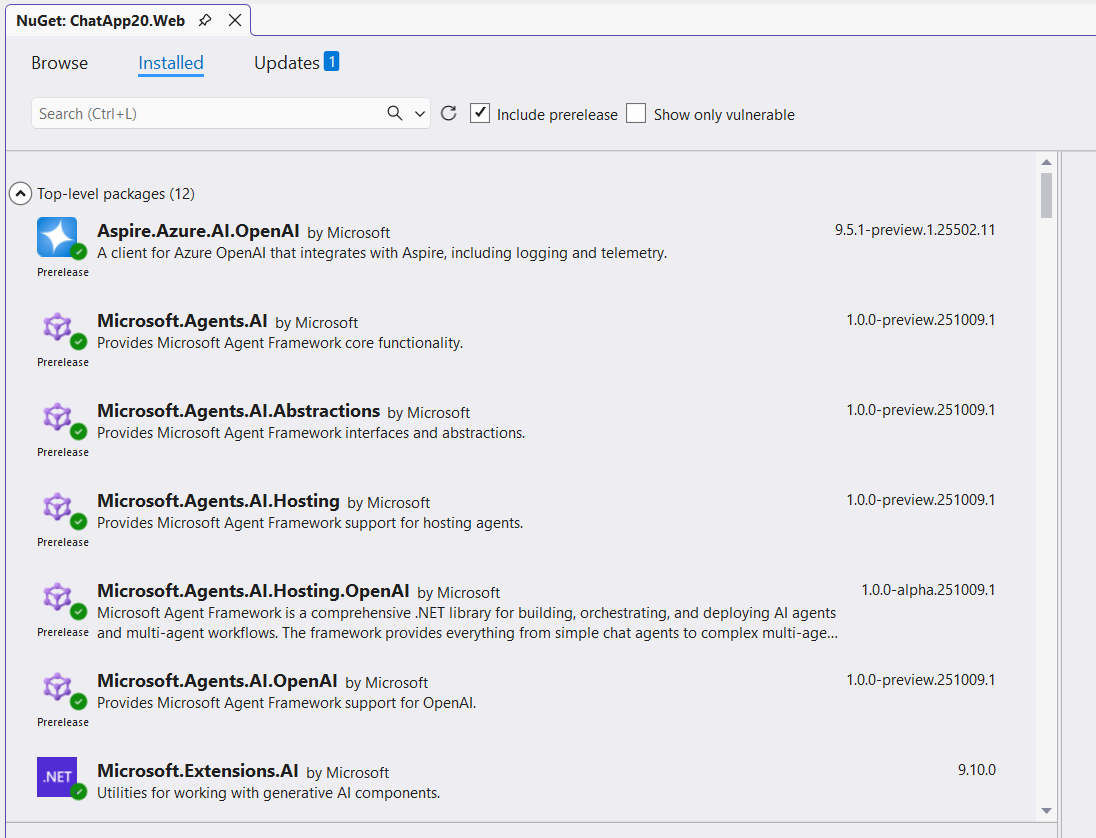 NuGet: ChatApp20.Web
Browse Installed Updates 1
Search (Ctrl+L) Include prerelease Show only vulnerable
Top-level packages (12)
Aspire.Azure.AI.OpenAI by Microsoft 9.5.1-preview.1.25502.11
A client for Azure OpenAI that integrates with Aspire, including logging and telemetry.
Prerelease
Microsoft.Agents.AI by Microsoft 1.0.0-preview.251009.1
Provides Microsoft Agent Framework core functionality.
Prerelease
Microsoft.Agents.AI.Abstractions by Microsoft 1.0.0-preview.251009.1
Provides Microsoft Agent Framework interfaces and abstractions.
Prerelease
Microsoft.Agents.AI.Hosting by Microsoft 1.0.0-preview.251009.1
Provides Microsoft Agent Framework support for hosting agents.
Prerelease
Microsoft.Agents.AI.Hosting.OpenAI by Microsoft 1.0.0-alpha.251009.1
Microsoft Agent Framework is a comprehensive .NET library for building, orchestrating, and deploying AI agents
Prerelease and multi-agent workflows. The framework provides everything from simple chat agents to complex multi-age...
Microsoft.Agents.AI.OpenAI by Microsoft 1.0.0-preview.251009.1
Provides Microsoft Agent Framework support for OpenAI.
Prerelease
.NET Microsoft.Extensions.AI by Microsoft 9.10.0
Utilities for working with generative AI components.